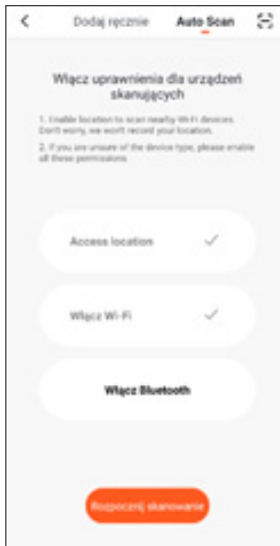 Dodaj ręcznie Auto Scan
Włącz uprawnienia dla urządzeń
skanujących
1. Enable location to scan nearby Wi-Fi devices.
Don't worry, we won't record your location.
2. If you are unsure of the device type, please enable
all these permissions
Access location
Włącz Wi-Fi
Włącz Bluetooth
Rozpocznij skanowanie